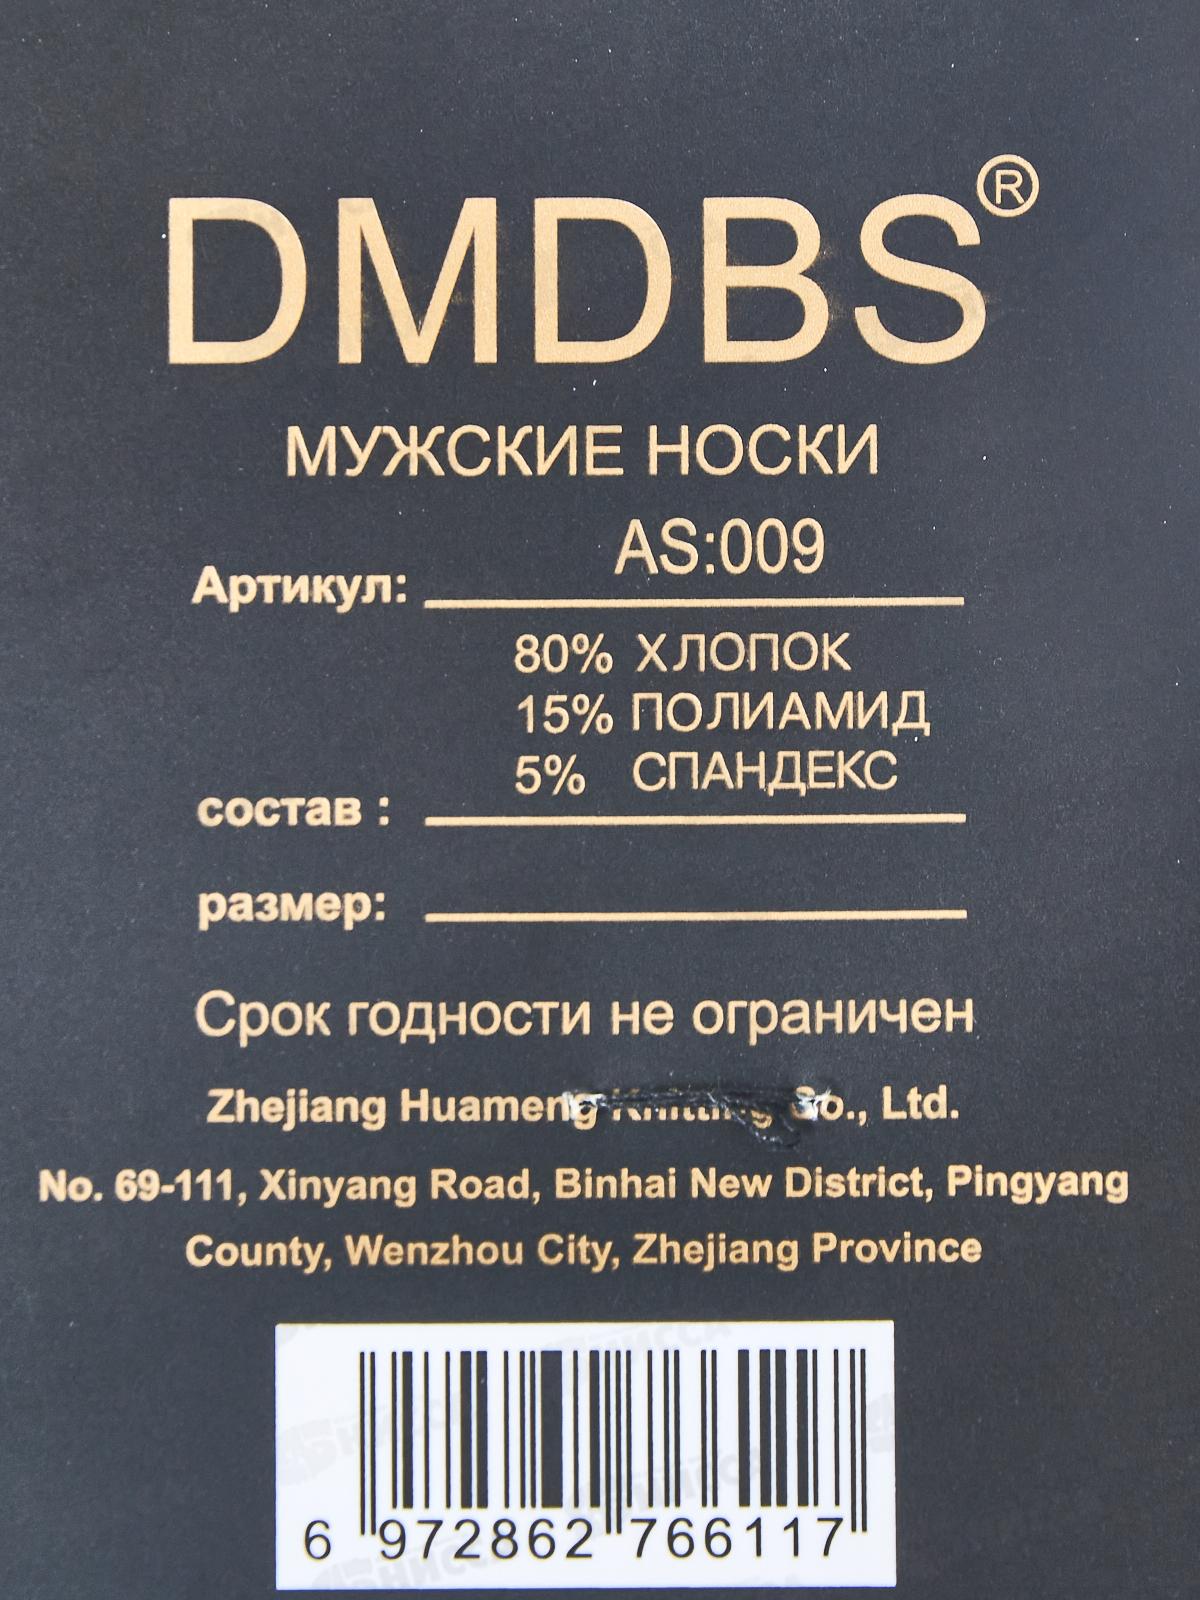 DMDBS®
МУЖСКИЕ НОСКИ
Артикул: AS:009
80% ХЛОПОК
15% ПОЛИАМИД
5% СПАНДЕКС
состав :
размер:
Срок годности не ограничен
Zhejiang Huameng Knitting Co., Ltd.
No. 69-111, Xinyang Road, Binhai New District, Pingyang
County, Wenzhou City, Zhejiang Province
6 972862 766117